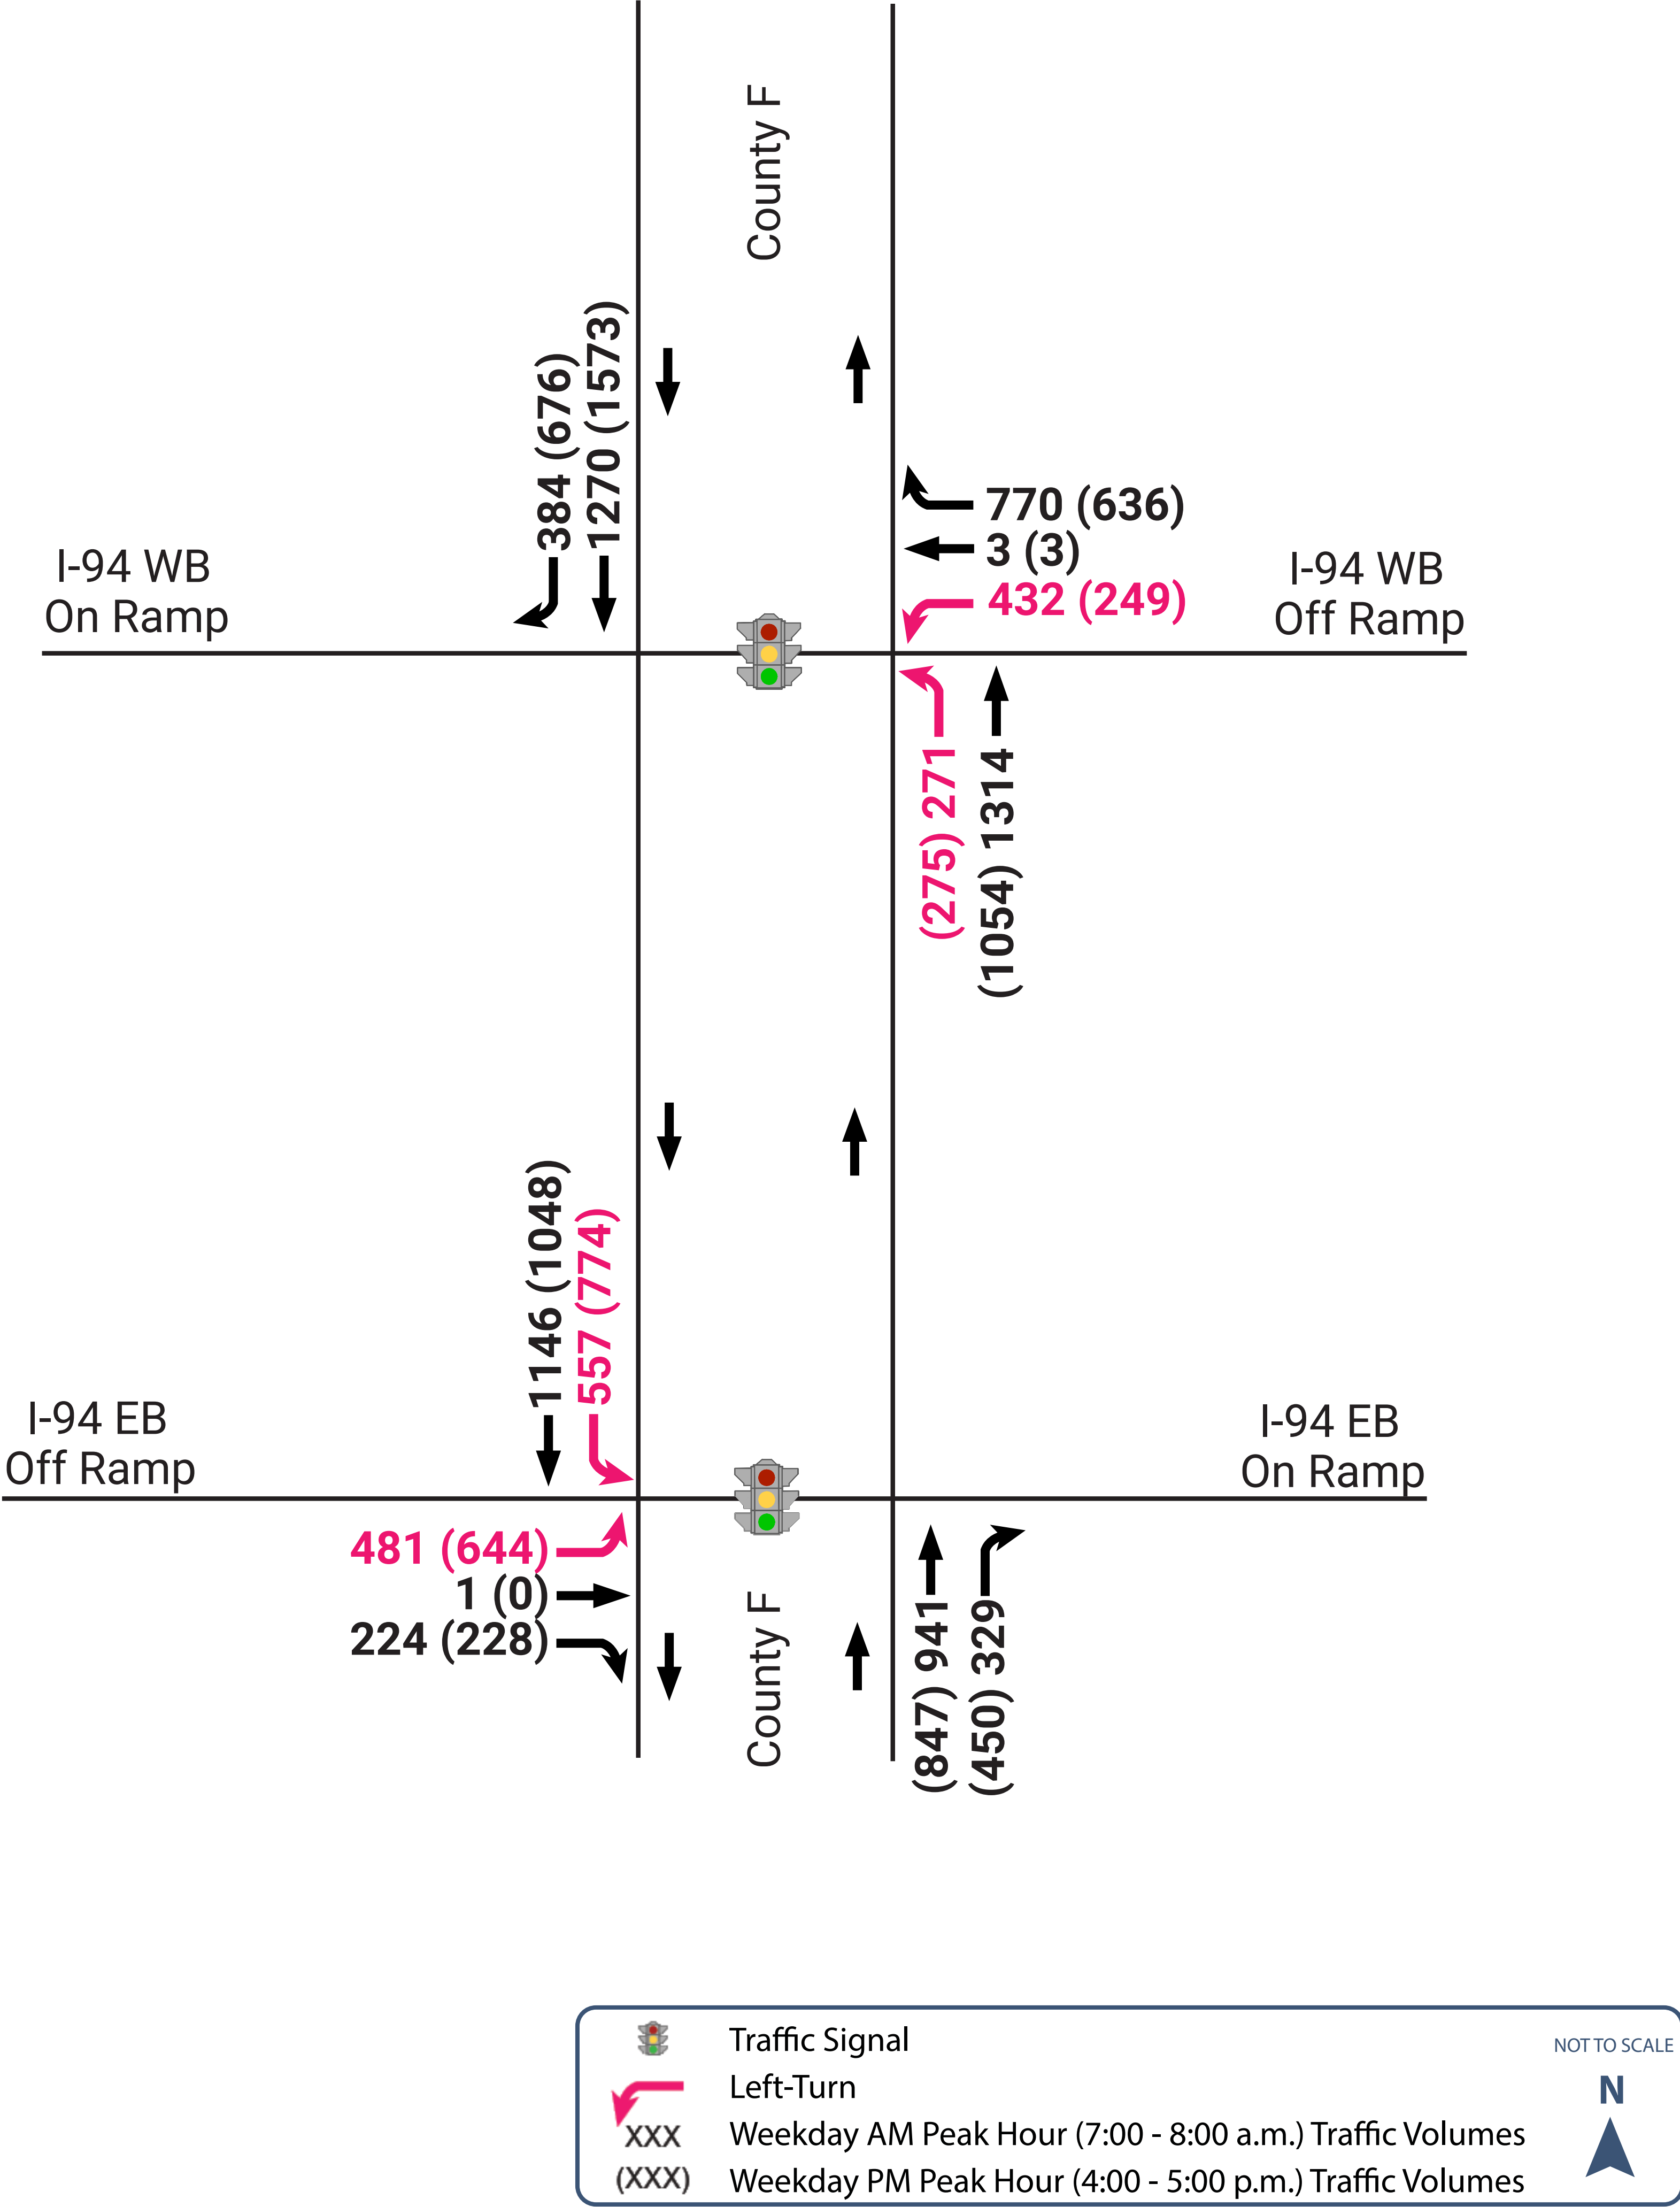 County F
384 (676)
1270 (1573)
770 (636)
3 (3)
432 (249)
I-94 WB
On Ramp
I-94 WB
Off Ramp
(275) 271
(1054) 1314
1146 (1048)
557 (774)
I-94 EB
Off Ramp
I-94 EB
On Ramp
481 (644)
1 (0)
224 (228)
County F
(847) 941
(450) 329
Traffic Signal
NOT TO SCALE
Left-Turn
N
XXX Weekday AM Peak Hour (7:00 - 8:00 a.m.) Traffic Volumes
(XXX) Weekday PM Peak Hour (4:00 - 5:00 p.m.) Traffic Volumes